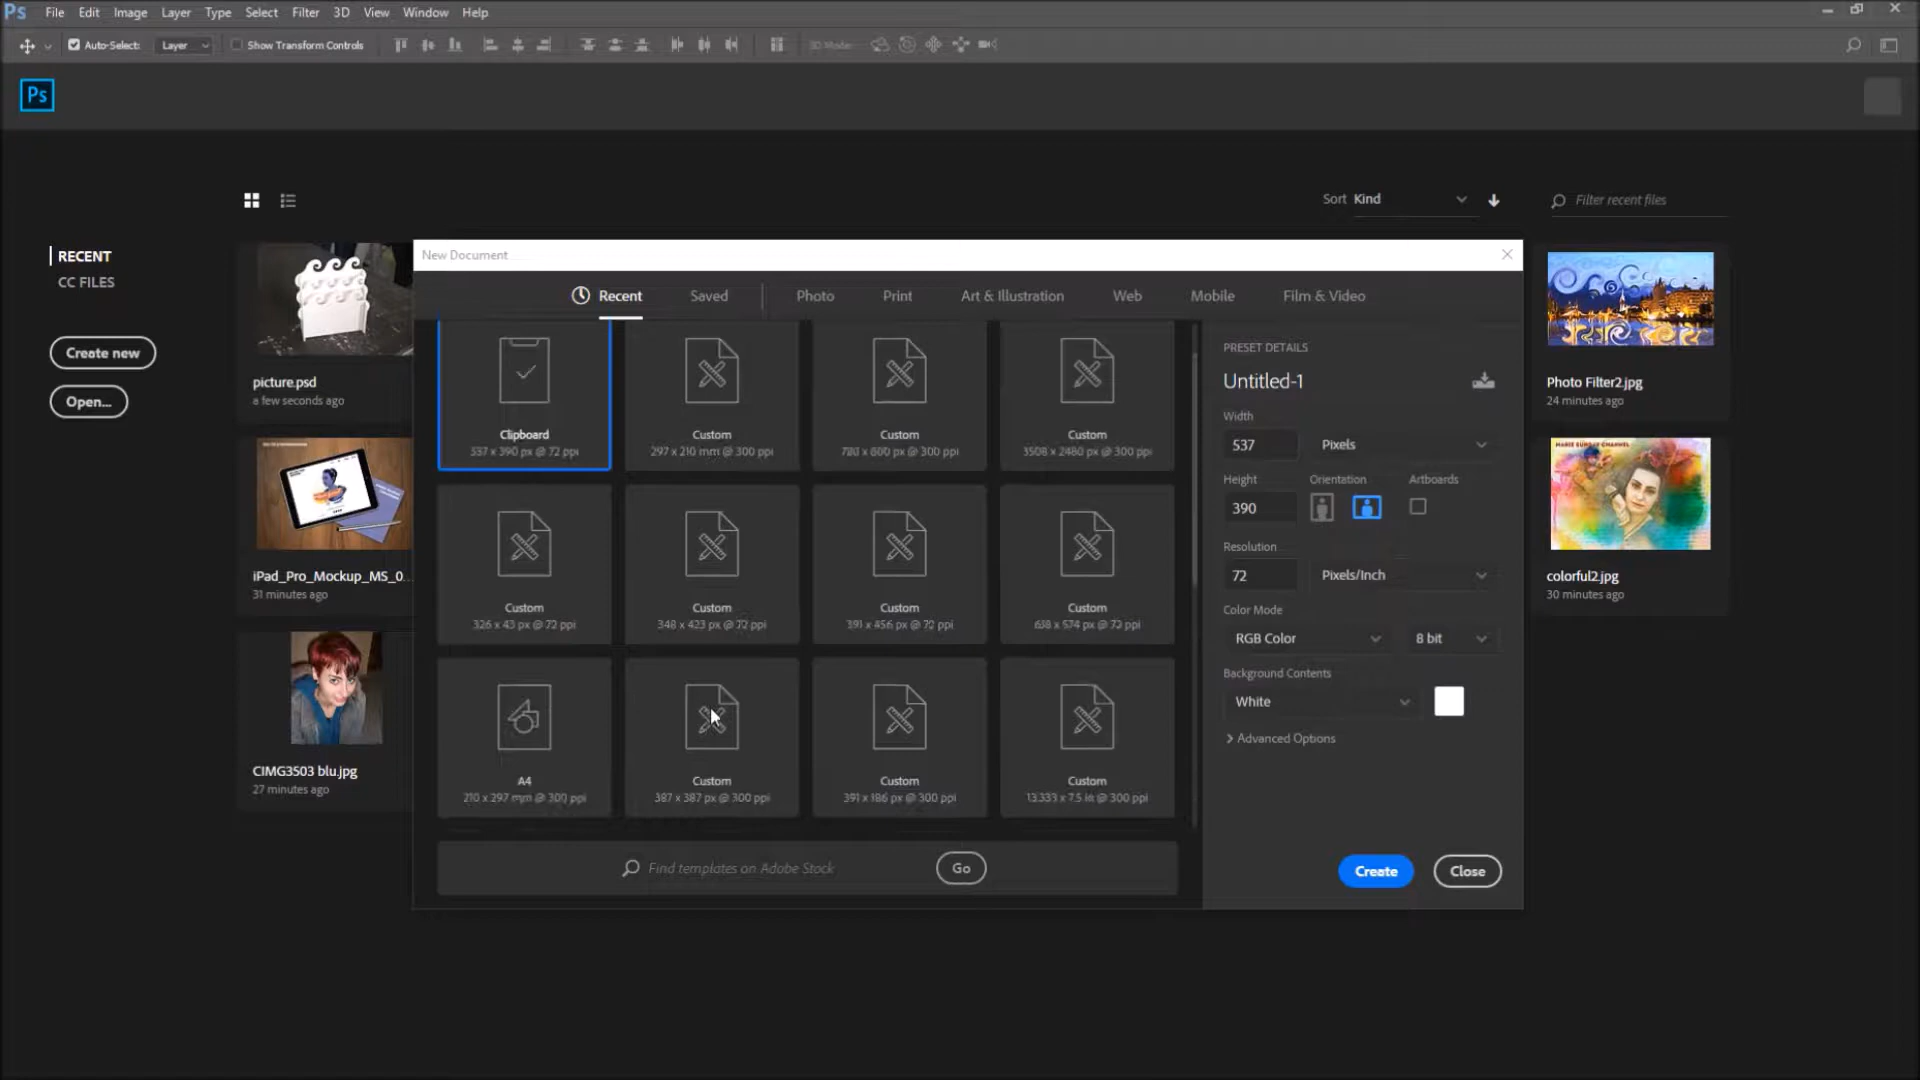 Ps File Edit Image Layer Type Select Filter 3D View Window Help
Auto-Select: Layer Show Transform Controls 3D Mode:
Ps
Sort Kind Filter recent files
RECENT
CC FILES
Create new
Open...
picture.psd
a few seconds ago
iPad_Pro_Mockup_MS_0...
31 minutes ago
CIMG3503 blu.jpg
27 minutes ago
New Document
Recent Saved Photo Print Art & Illustration Web Mobile Film & Video
Clipboard
537 x 390 px @ 72 ppi
Custom
297 x 210 mm @ 300 ppi
Custom
Custom
3508 x 2480 px @ 300 ppi
Custom
326 x 43 px @ 72 ppi
Custom
348 x 423 px @ 72 ppi
Custom
391 x 456 px @ 72 ppi
Custom
638 x 574 px @ 72 ppi
A4
210 x 297 mm @ 300 ppi
Custom
387 x 387 px @ 300 ppi
Custom
391 x 186 px @ 300 ppi
Custom
13.333 x 7.5 in @ 300 ppi
Find templates on Adobe Stock Go
PRESET DETAILS
Untitled-1
Width
537 Pixels
Height Orientation Artboards
390
Resolution
72 Pixels/Inch
Color Mode
RGB Color 8 bit
Background Contents
White
Advanced Options
Create Close
Photo Filter2.jpg
24 minutes ago
MARIE SUNDAY CHANNEL
colorful2.jpg
30 minutes ago